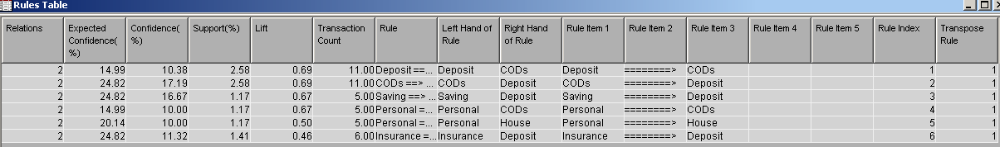 Rules Table
Relations Expected Confidence(%) Confidence(%) Support(%) Lift Transaction Count Rule Left Hand of Rule Right Hand of Rule Rule Item 1 Rule Item 2 Rule Item 3 Rule Item 4 Rule Item 5 Rule Index Transpose Rule
2 14.99 10.38 2.58 0.69 11.00 Deposit ==... Deposit CODs Deposit ========> CODs 1 1
2 24.82 17.19 2.58 0.69 11.00 CODs ==> ... CODs Deposit CODs ========> Deposit 2 1
2 24.82 16.67 1.17 0.67 5.00 Saving ==> ... Saving Deposit Saving ========> Deposit 3 1
2 14.99 10.00 1.17 0.67 5.00 Personal =... Personal CODs Personal ========> CODs 4 1
2 20.14 10.00 1.17 0.50 5.00 Personal =... Personal House Personal ========> House 5 1
2 24.82 11.32 1.41 0.46 6.00 Insurance =... Insurance Deposit Insurance ========> Deposit 6 1